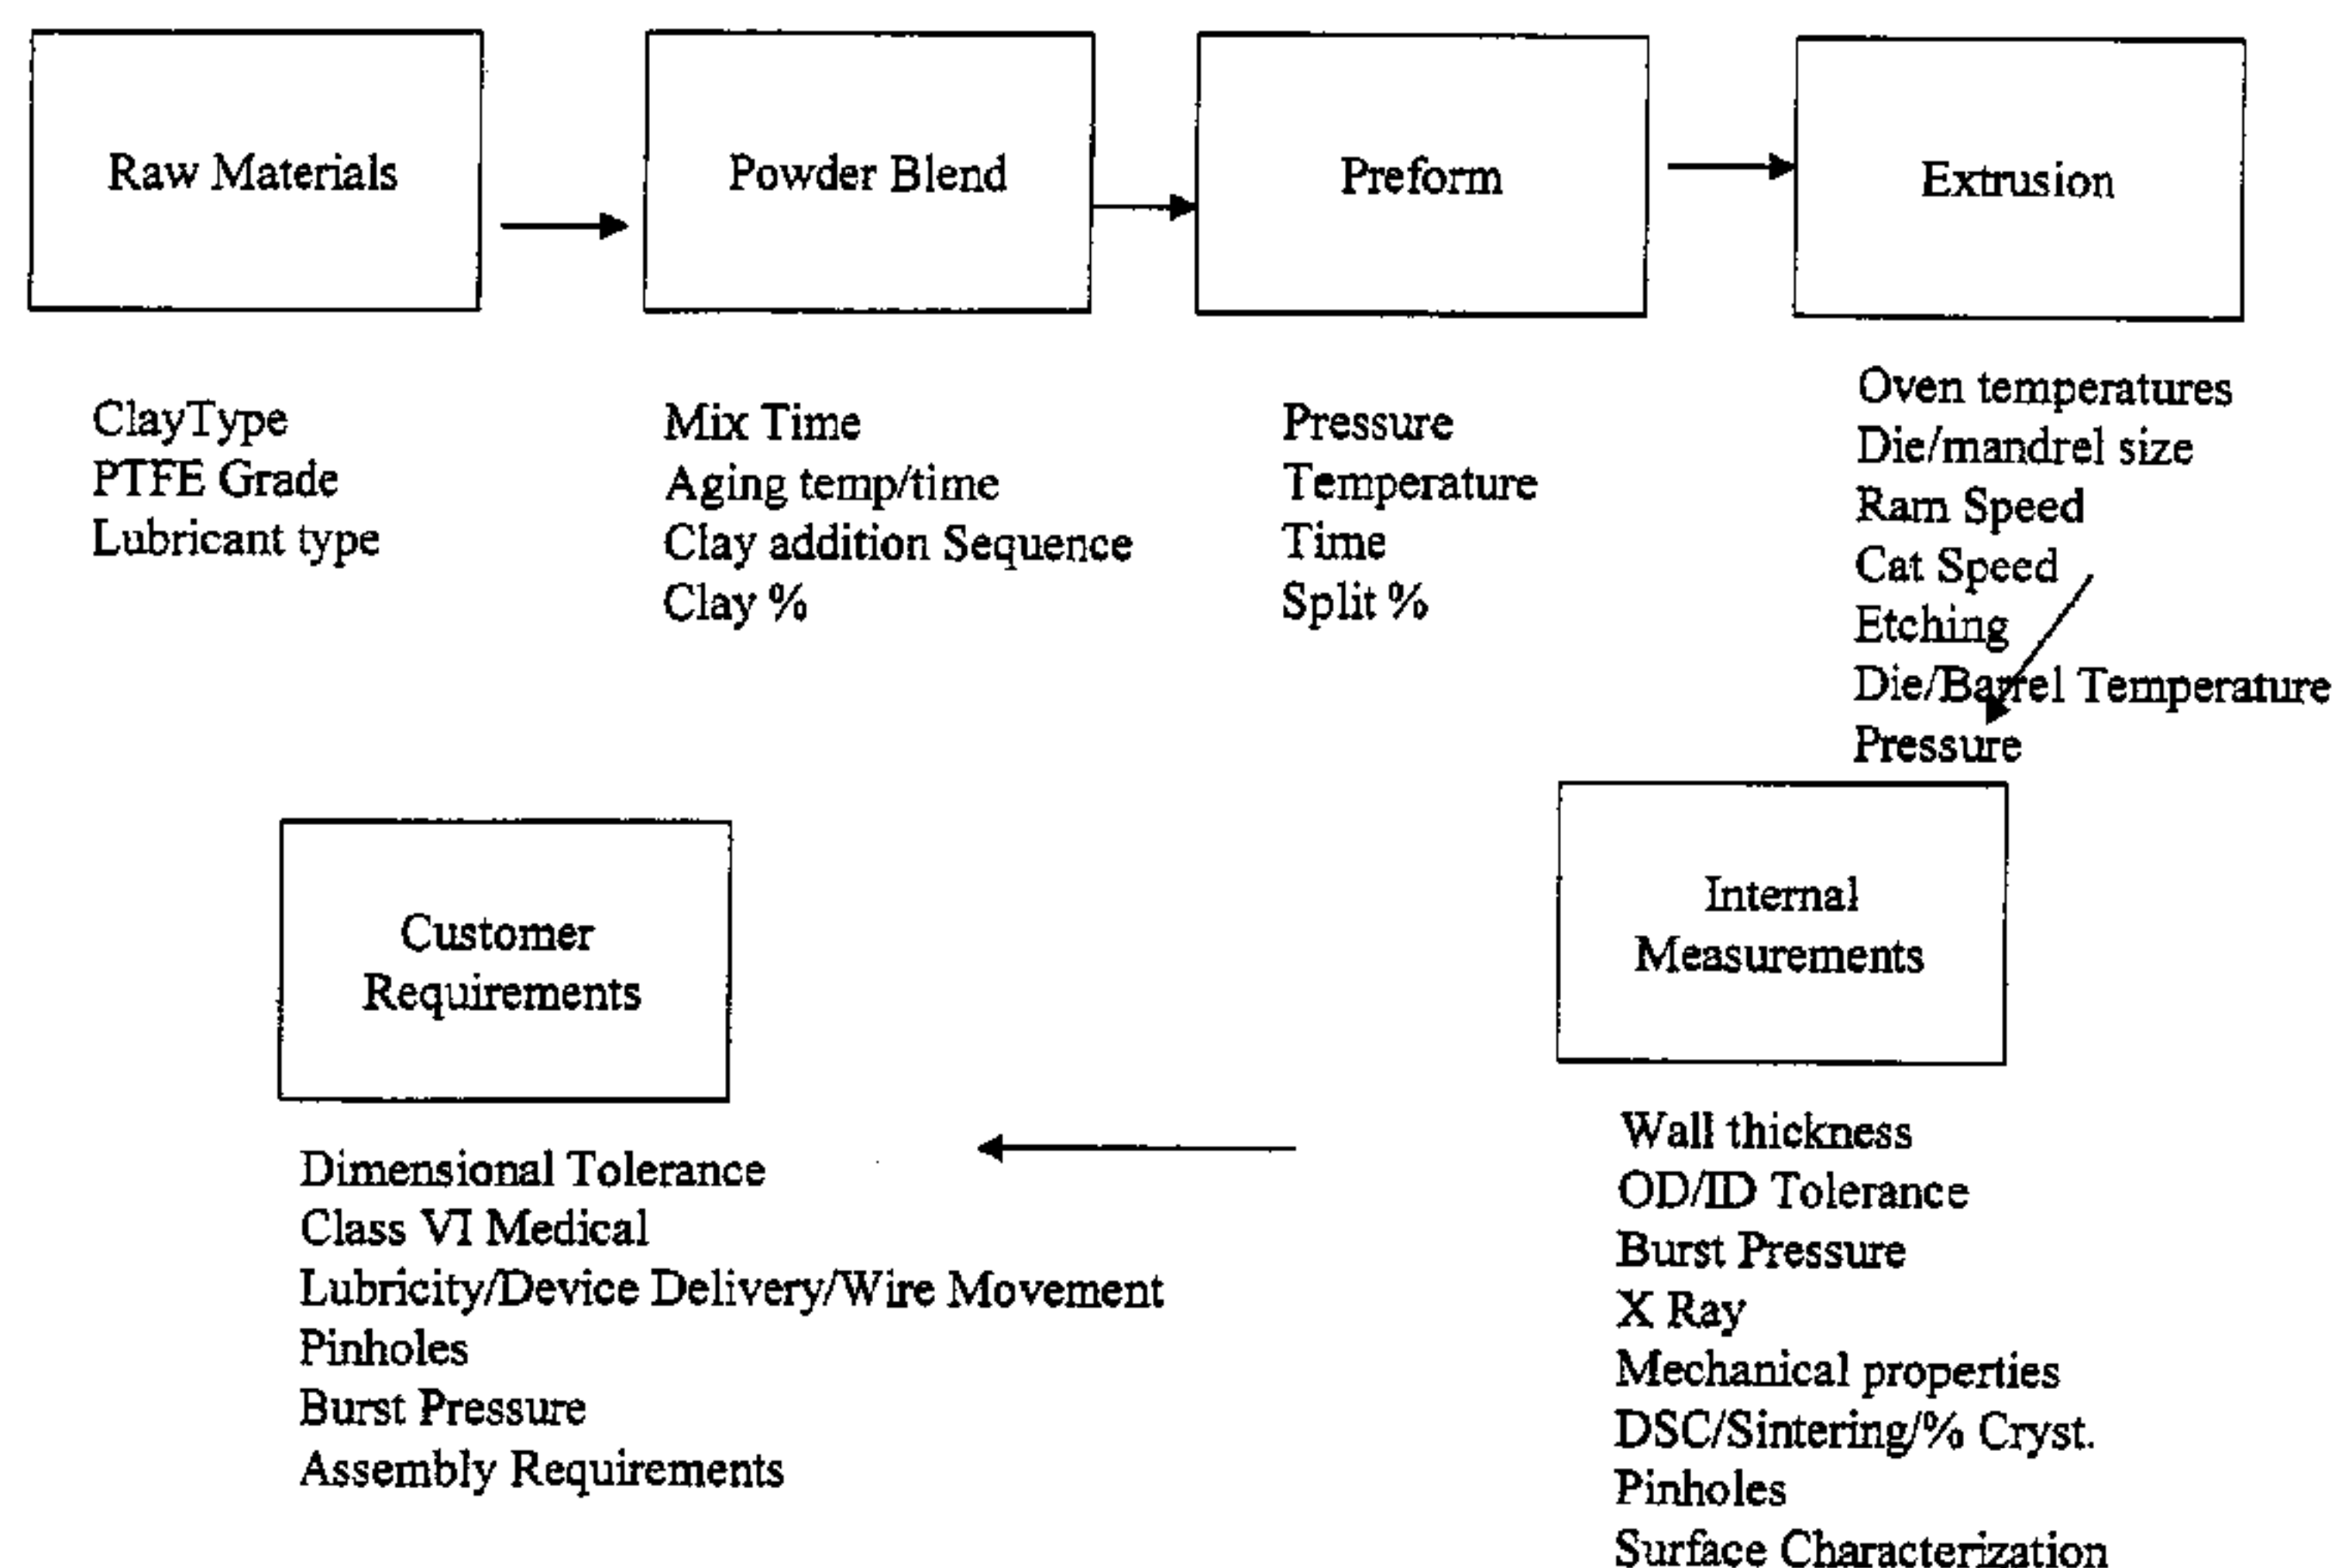 Raw Materials
Powder Blend
Preform
Extrusion
ClayType
PTFE Grade
Lubricant type
Mix Time
Aging temp/time
Clay addition Sequence
Clay %
Pressure
Temperature
Time
Split %
Oven temperatures
Die/mandrel size
Ram Speed
Cat Speed
Etching
Die/Barrel Temperature
Pressure
Customer
Requirements
Dimensional Tolerance
Class VI Medical
Lubricity/Device Delivery/Wire Movement
Pinholes
Burst Pressure
Assembly Requirements
Internal
Measurements
Wall thickness
OD/ID Tolerance
Burst Pressure
X Ray
Mechanical properties
DSC/Sintering/% Cryst.
Pinholes
Surface Characterization